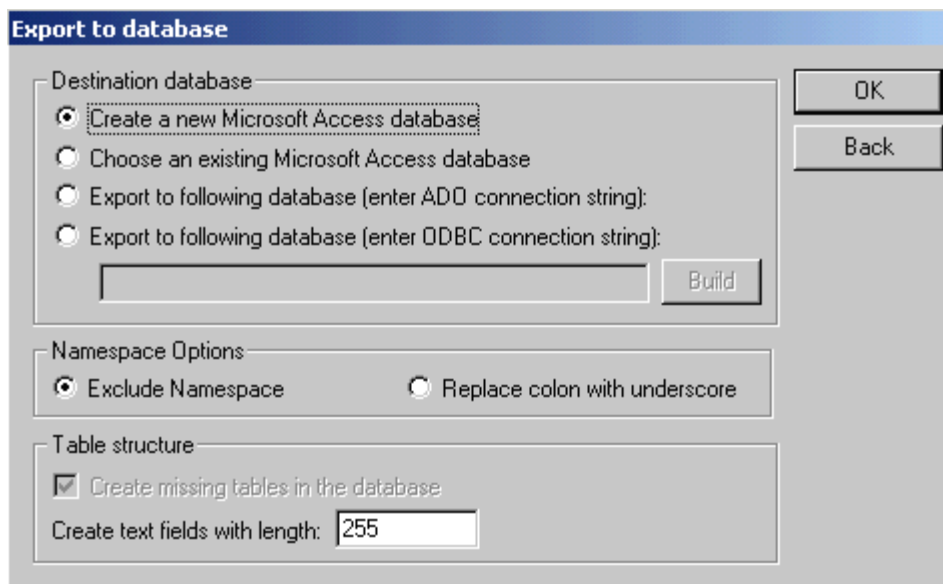 Export to database
Destination database
Create a new Microsoft Access database
Choose an existing Microsoft Access database
Export to following database (enter ADO connection string):
Export to following database (enter ODBC connection string):
Build
OK
Back
Namespace Options
Exclude Namespace
Replace colon with underscore
Table structure
Create missing tables in the database
Create text fields with length: 255